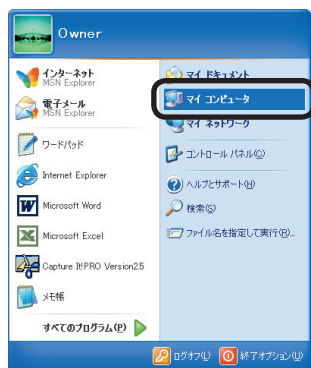 Owner
インターネット
MSN Explorer
電子メール
MSN Explorer
ワードパッド
Internet Explorer
Microsoft Word
Microsoft Excel
Capture It!PRO Version2.5
メモ帳
すべてのプログラム(P)
マイ ドキュメント
マイ コンピュータ
マイ ネットワーク
コントロール パネル(C)
ヘルプとサポート(H)
検索(S)
ファイル名を指定して実行(R)...
ログオフ(L)
終了オプション(U)